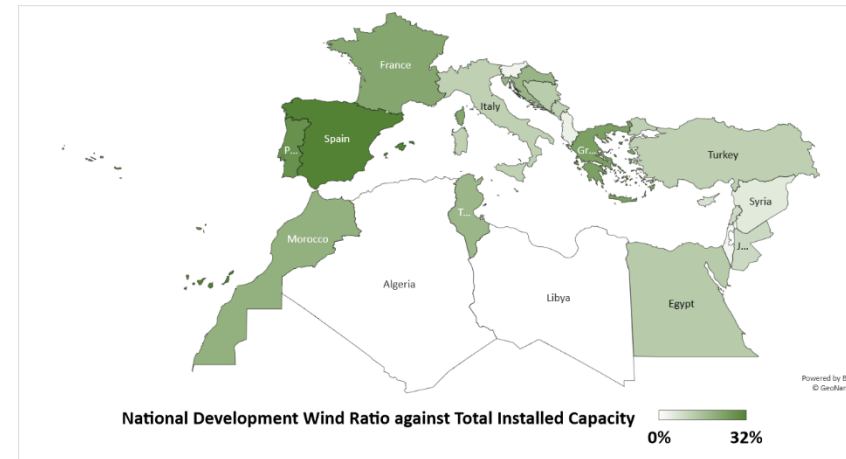 France
Italy
P...
Spain
Gr...
Turkey
Syria
T...
J...
Morocco
Algeria
Libya
Egypt
Powered by B
© GeoNam
National Development Wind Ratio against Total Installed Capacity
0% 32%